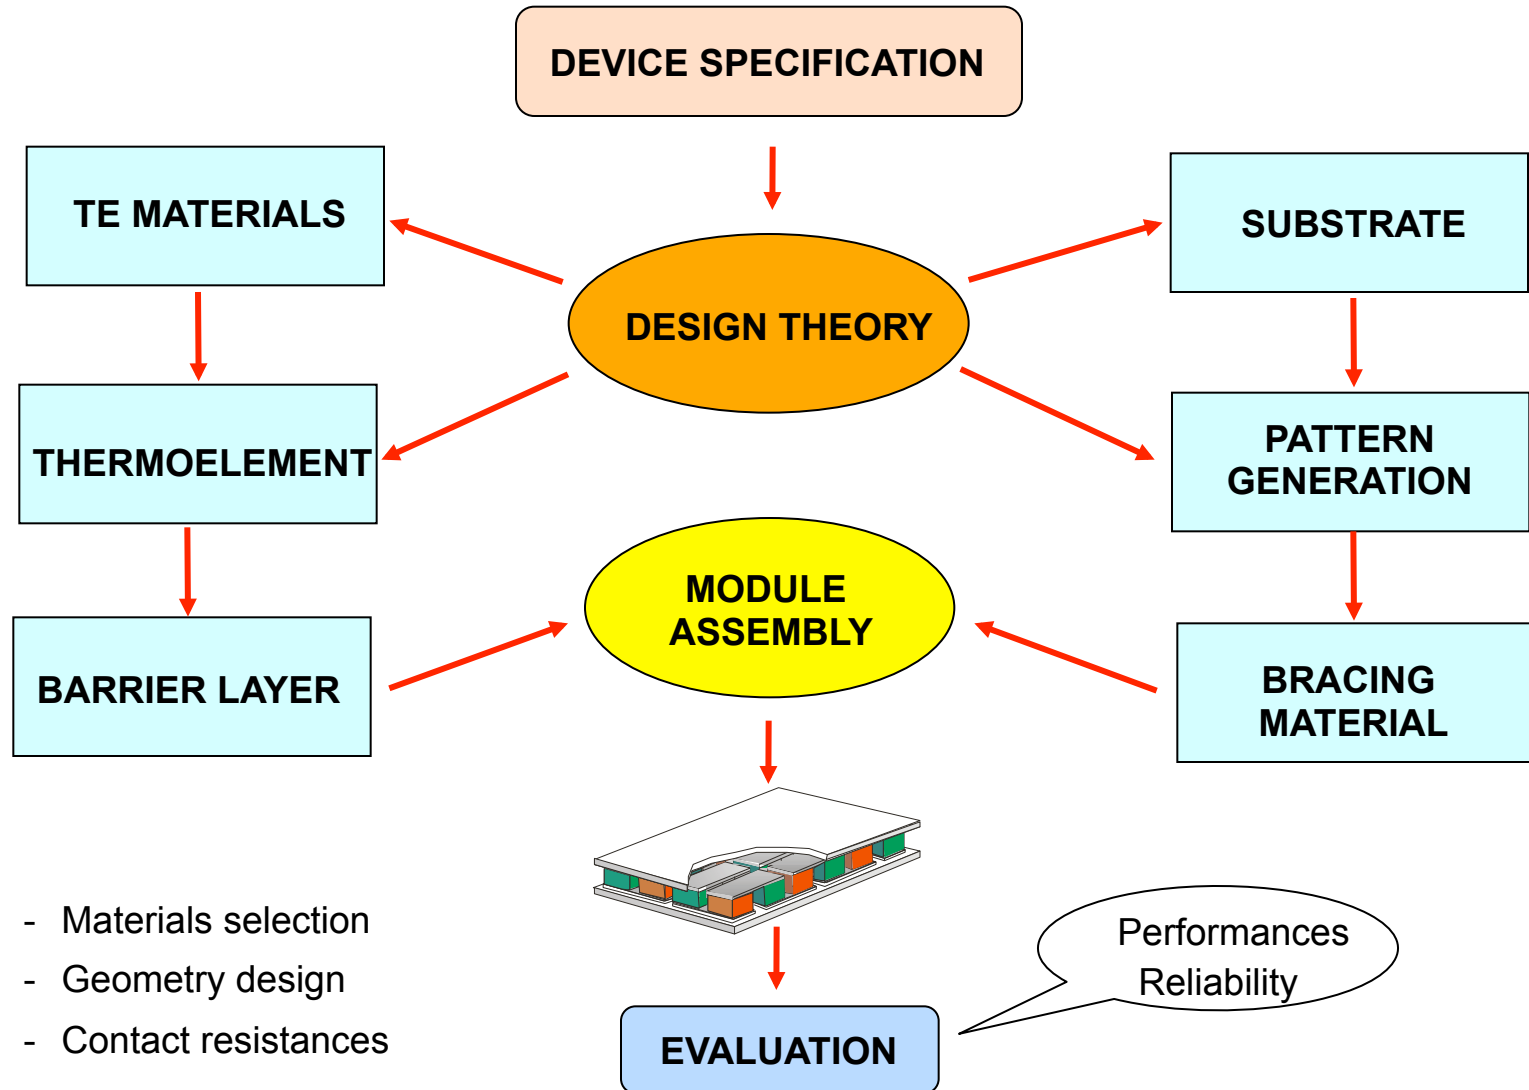 DEVICE SPECIFICATION
TE MATERIALS
SUBSTRATE
DESIGN THEORY
THERMOELEMENT
PATTERN
GENERATION
MODULE
ASSEMBLY
BARRIER LAYER
BRACING
MATERIAL
- Materials selection
- Geometry design
- Contact resistances
Performances
Reliability
EVALUATION